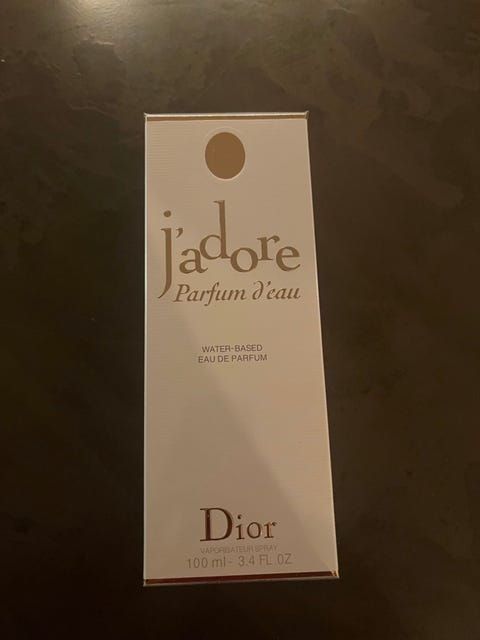 j'adore
Parfum d'eau
WATER-BASED
EAU DE PARFUM
Dior
VAPORISATEUR SPRAY
100 ml - 3.4 FL.OZ